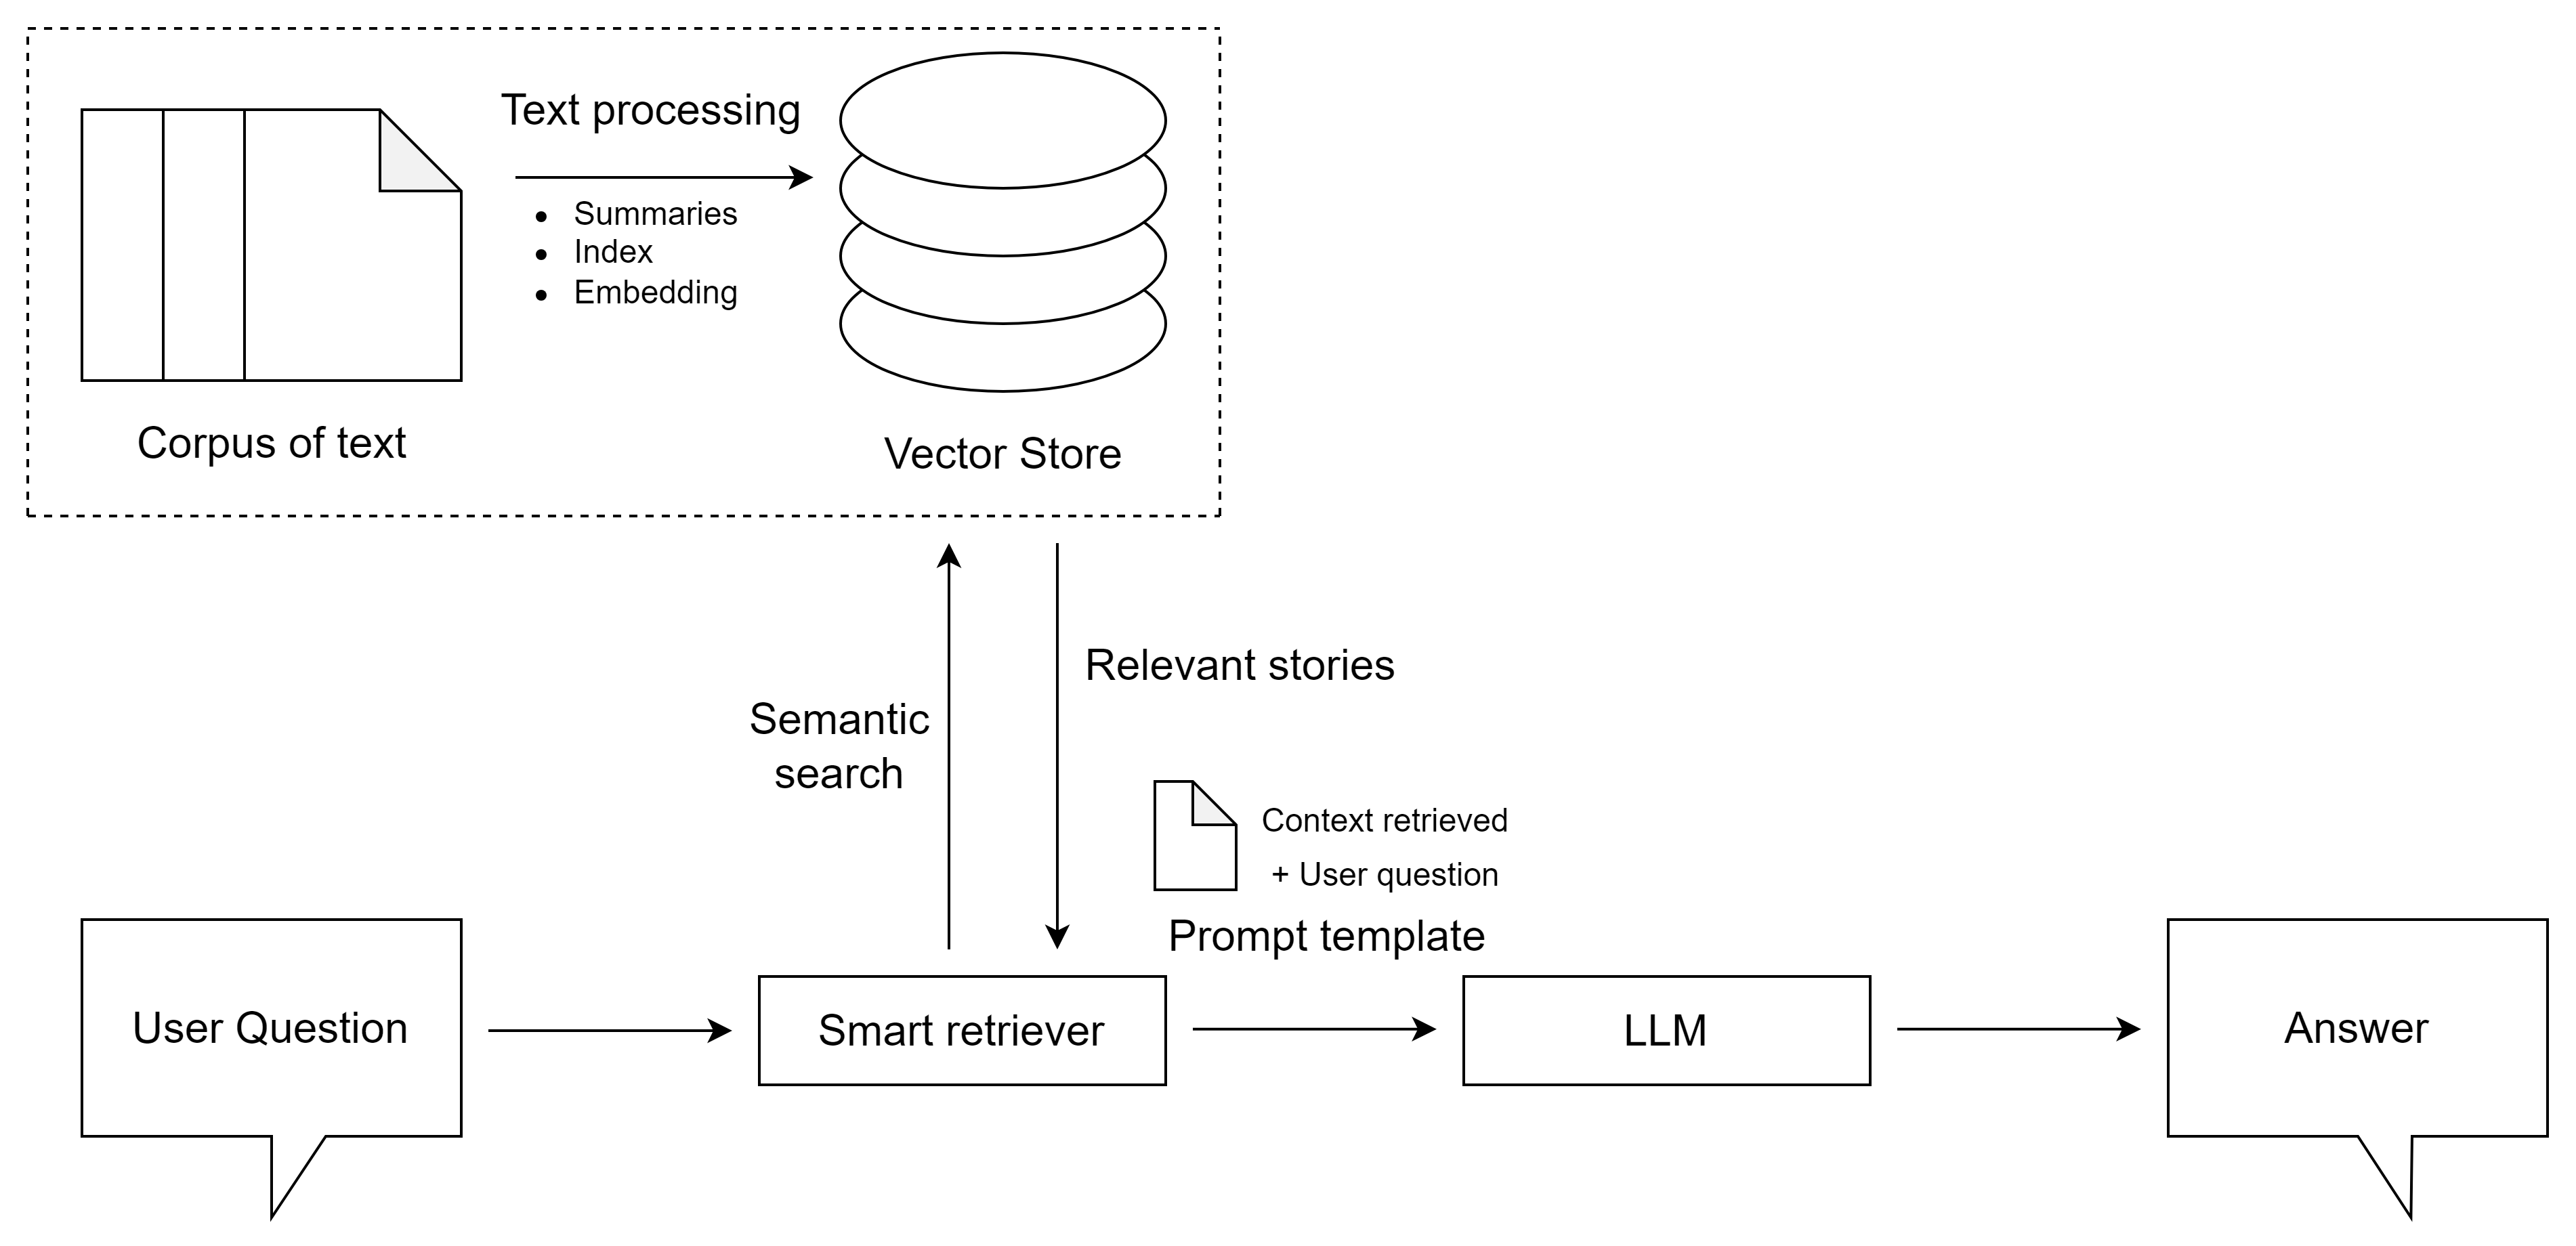 Text processing
Summaries
Index
Embedding
Corpus of text
Vector Store
Semantic
search
Relevant stories
Context retrieved
+ User question
Prompt template
User Question
Smart retriever
LLM
Answer